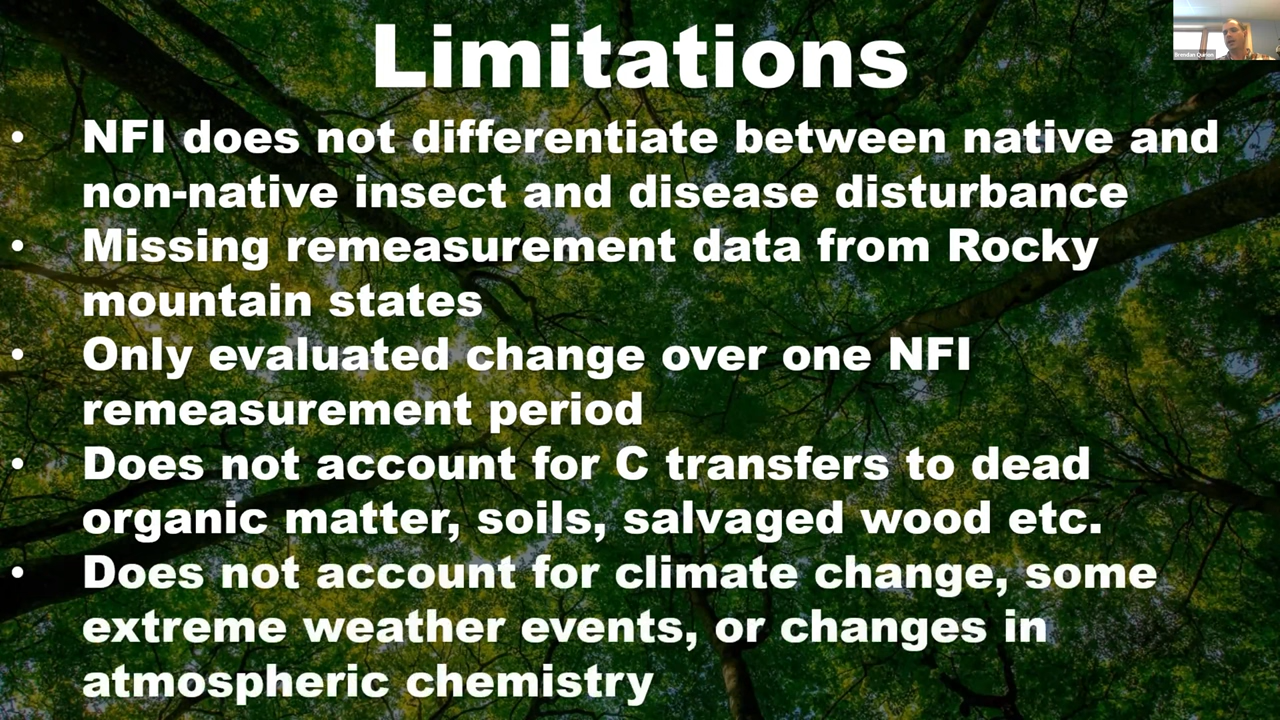 Limitations
• NFI does not differentiate between native and
non-native insect and disease disturbance
• Missing remeasurement data from Rocky
mountain states
• Only evaluated change over one NFI
remeasurement period
• Does not account for C transfers to dead
organic matter, soils, salvaged wood etc.
• Does not account for climate change, some
extreme weather events, or changes in
atmospheric chemistry
Brendan